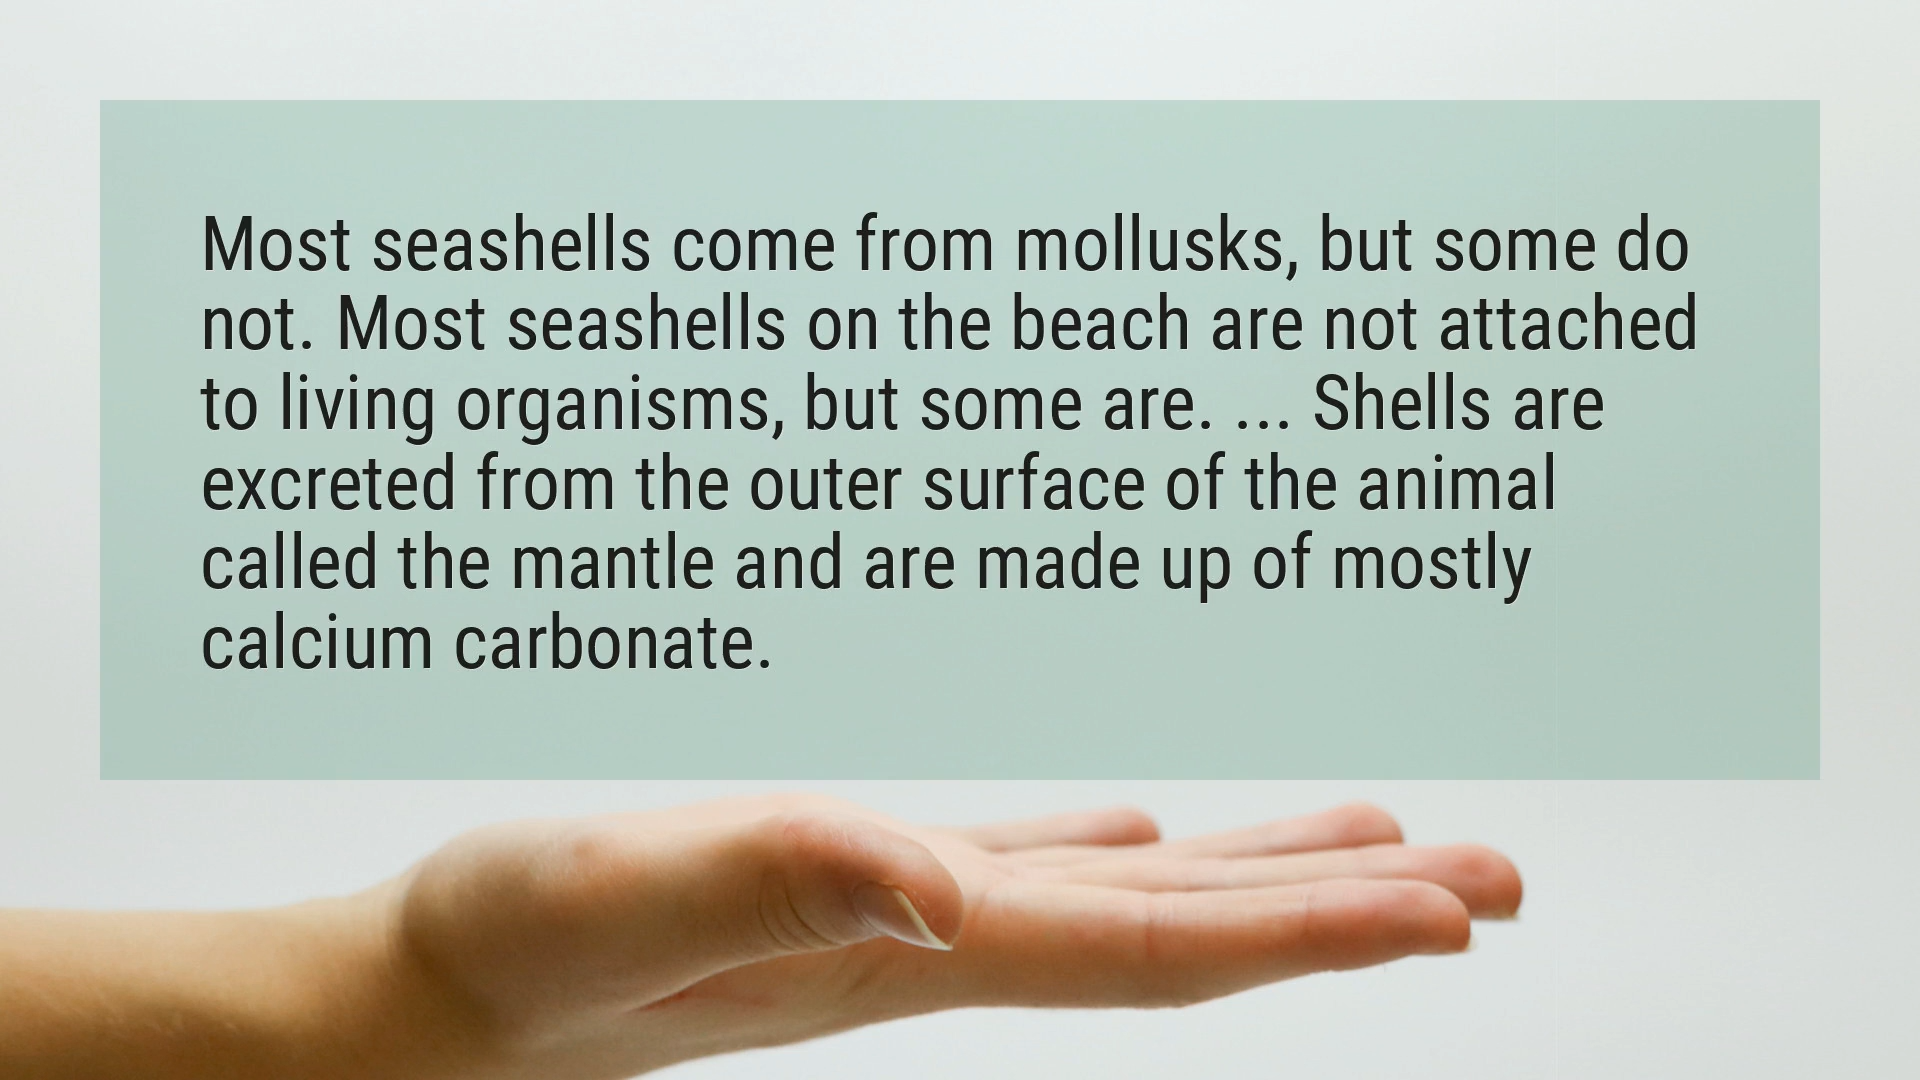 Most seashells come from mollusks, but some do
not. Most seashells on the beach are not attached
to living organisms, but some are. ... Shells are
excreted from the outer surface of the animal
called the mantle and are made up of mostly
calcium carbonate.